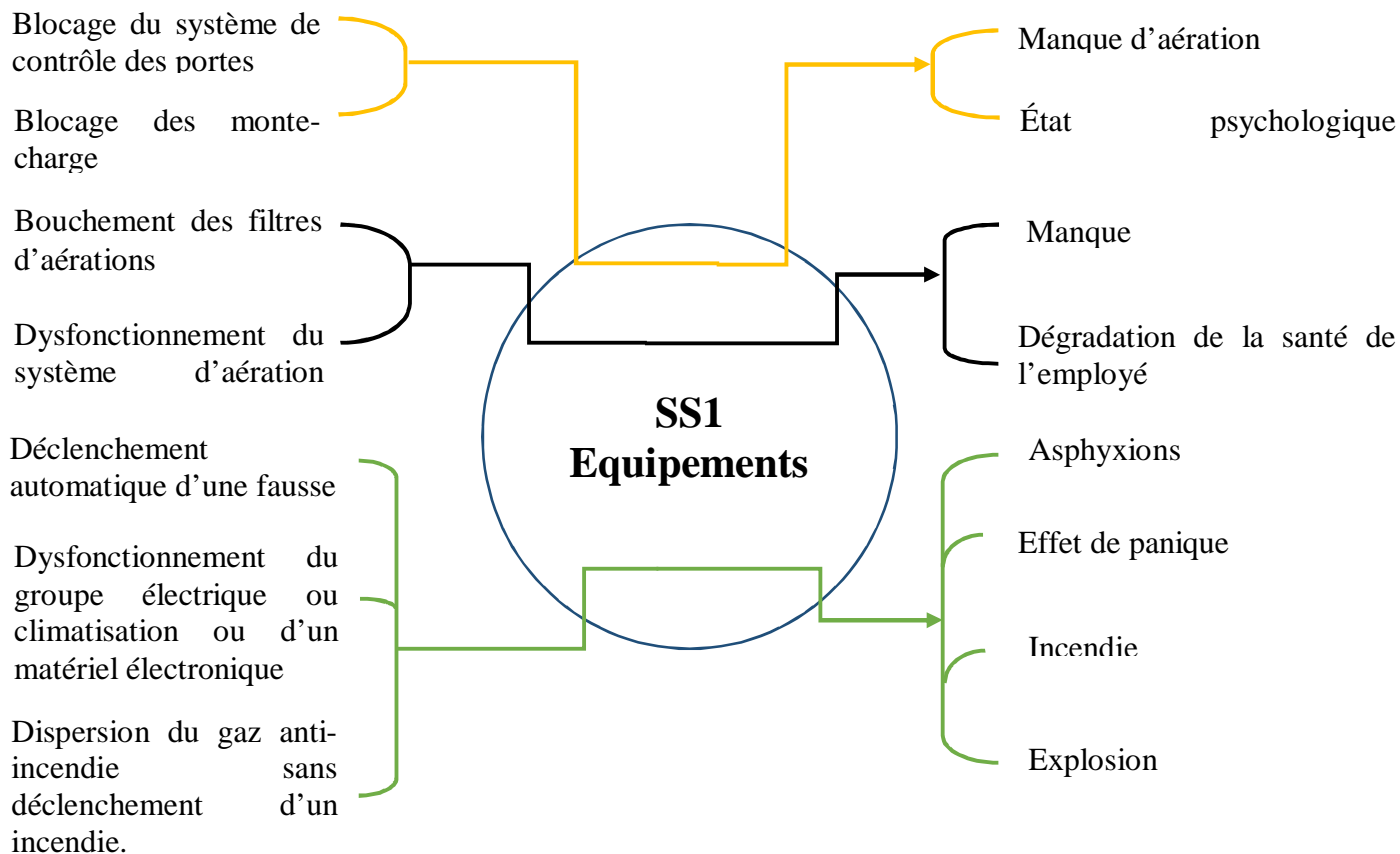 Blocage du système de
contrôle des portes
Blocage des monte-
charge
Bouchement des filtres
d’aérations
Dysfonctionnement du
système d’aération
Déclenchement
automatique d’une fausse
Dysfonctionnement du
groupe électrique ou
climatisation ou d’un
matériel électronique
Dispersion du gaz anti-
incendie sans
déclenchement d’un
incendie.
SS1
Equipements
Manque d’aération
État psychologique
Manque
Dégradation de la santé de
l’employé
Asphyxions
Effet de panique
Incendie
Explosion